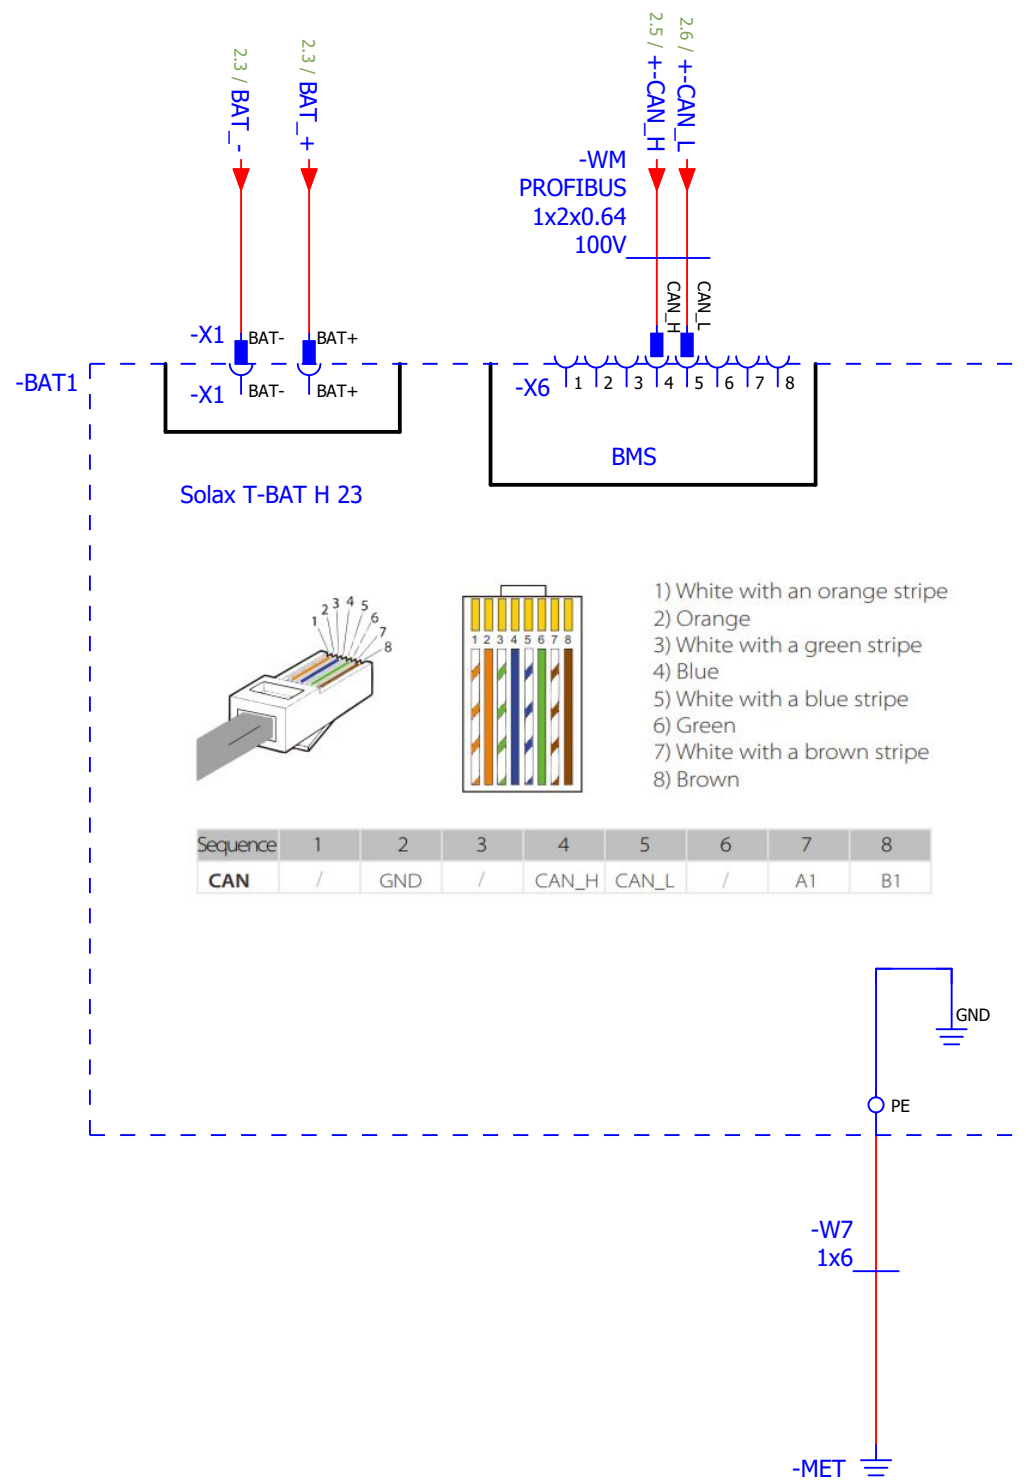 2.3 / BAT_-
2.3 / BAT_+
2.5 / +-CAN_H
2.6 / +-CAN_L
-WM
PROFIBUS
1x2x0.64
100V
CAN_H
CAN_L
-X1 BAT- BAT+
-BAT1
-X1 BAT- BAT+
-X6 1 2 3 4 5 6 7 8
BMS
Solax T-BAT H 23
1 2 3 4 5 6 7 8
1 2 3 4 5 6 7 8
1) White with an orange stripe
2) Orange
3) White with a green stripe
4) Blue
5) White with a blue stripe
6) Green
7) White with a brown stripe
8) Brown
Sequence 1 2 3 4 5 6 7 8
CAN / GND / CAN_H CAN_L / A1 B1
GND
PE
-W7
1x6
-MET